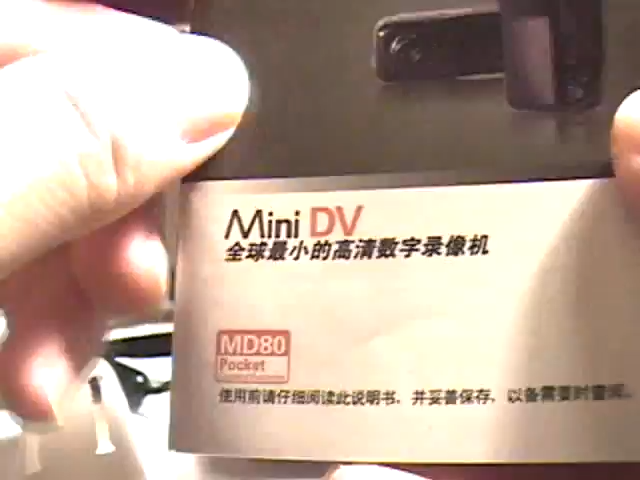 Mini DV
全球最小的高清数字录像机
MD80
Pocket
使用前请仔细阅读此说明书，并妥善保存，以备需要时查阅。